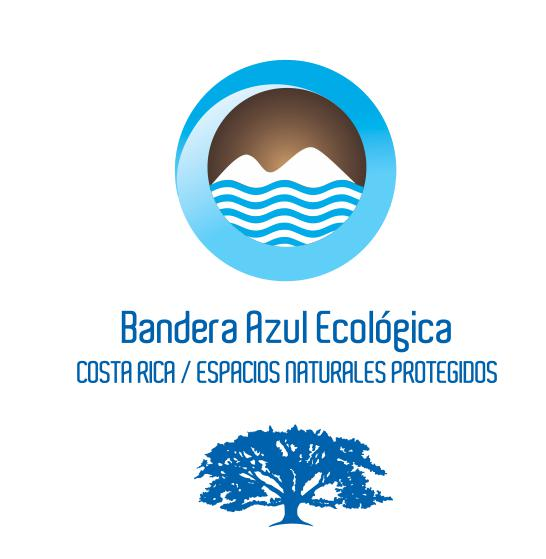 Bandera Azul Ecológica
COSTA RICA / ESPACIOS NATURALES PROTEGIDOS